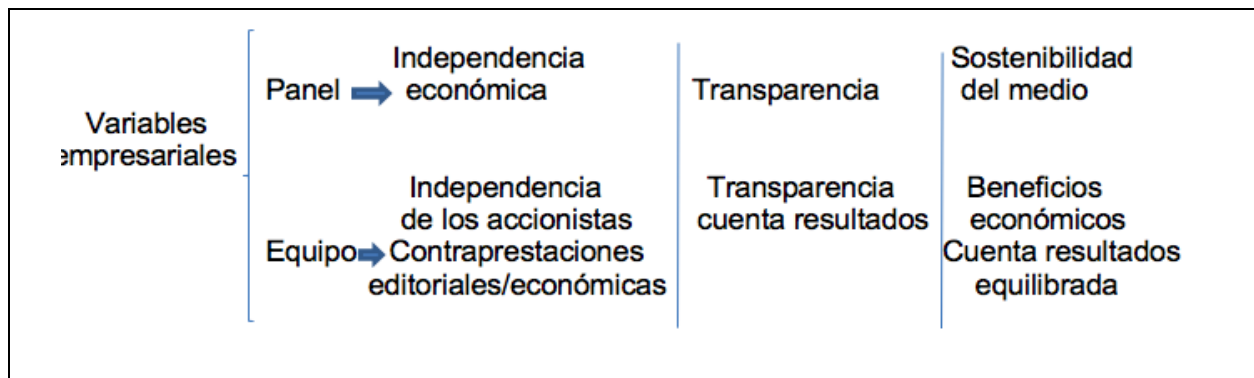 Variables
empresariales
Panel
Independencia
económica
Transparencia
Sostenibilidad
del medio
Equipo
Independencia
de los accionistas
Contraprestaciones
editoriales/económicas
Transparencia
cuenta resultados
Beneficios
económicos
Cuenta resultados
equilibrada